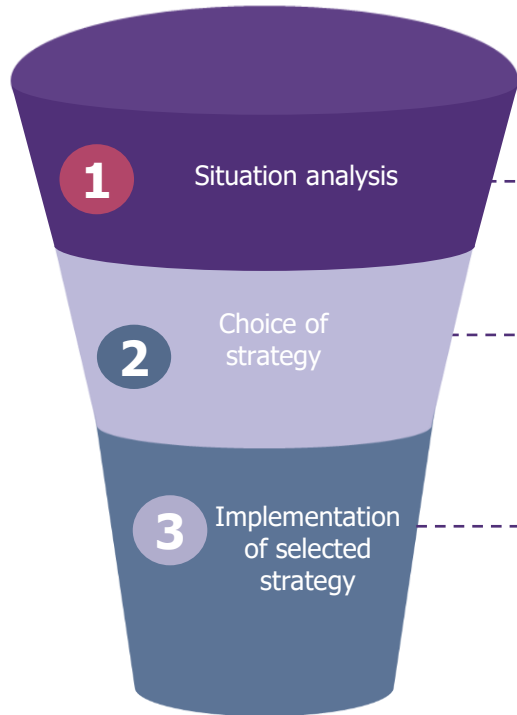 1
Situation analysis
2
Choice of
strategy
3
Implementation
of selected
strategy